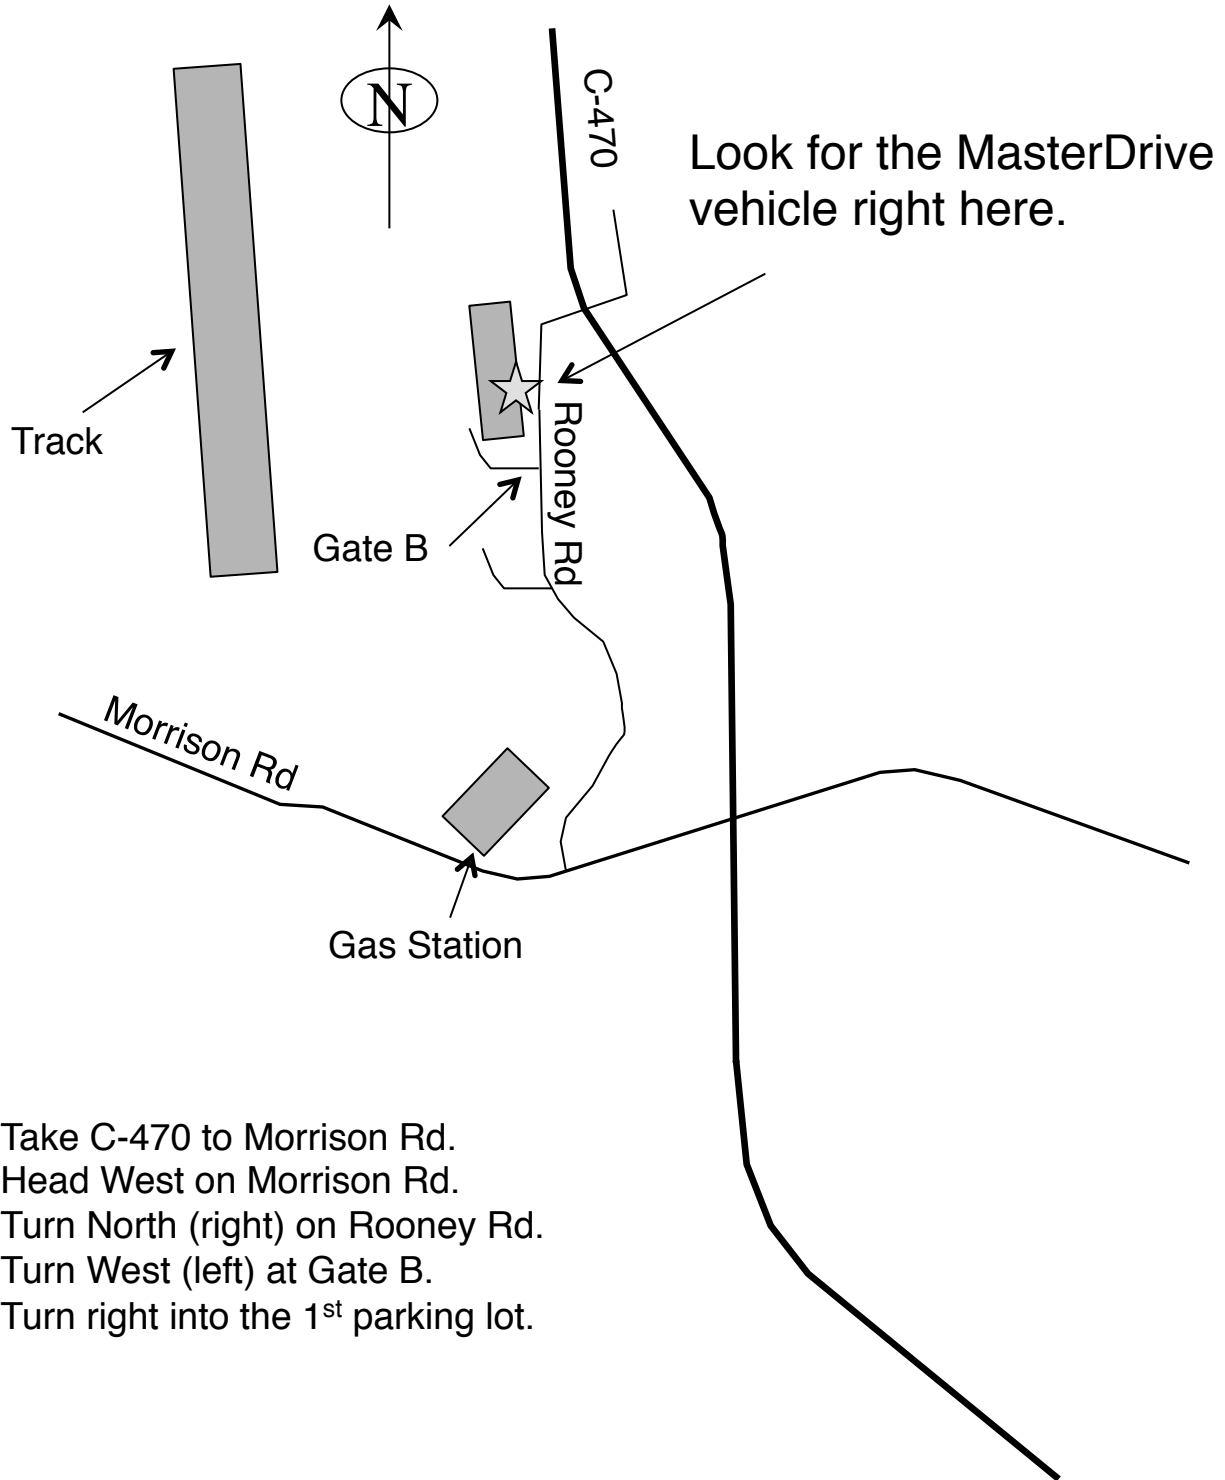 N
C-470
Look for the MasterDrive
vehicle right here.
Track
Rooney Rd
Gate B
Morrison Rd
Gas Station
Take C-470 to Morrison Rd.
Head West on Morrison Rd.
Turn North (right) on Rooney Rd.
Turn West (left) at Gate B.
Turn right into the 1st parking lot.